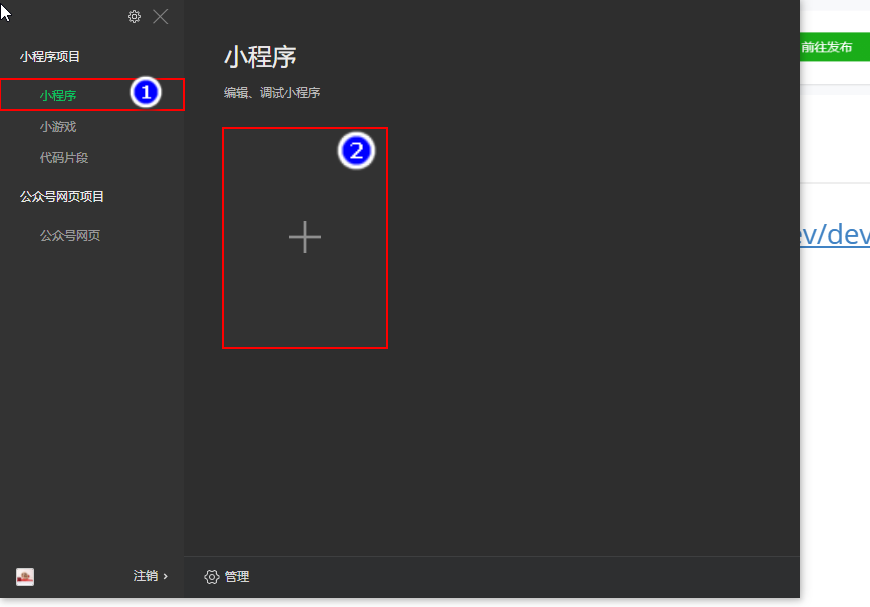 小程序项目
小程序
1
小游戏
代码片段
公众号网页项目
公众号网页
注销 ›
小程序
编辑、调试小程序
2
管理
前往发布
ev/dev